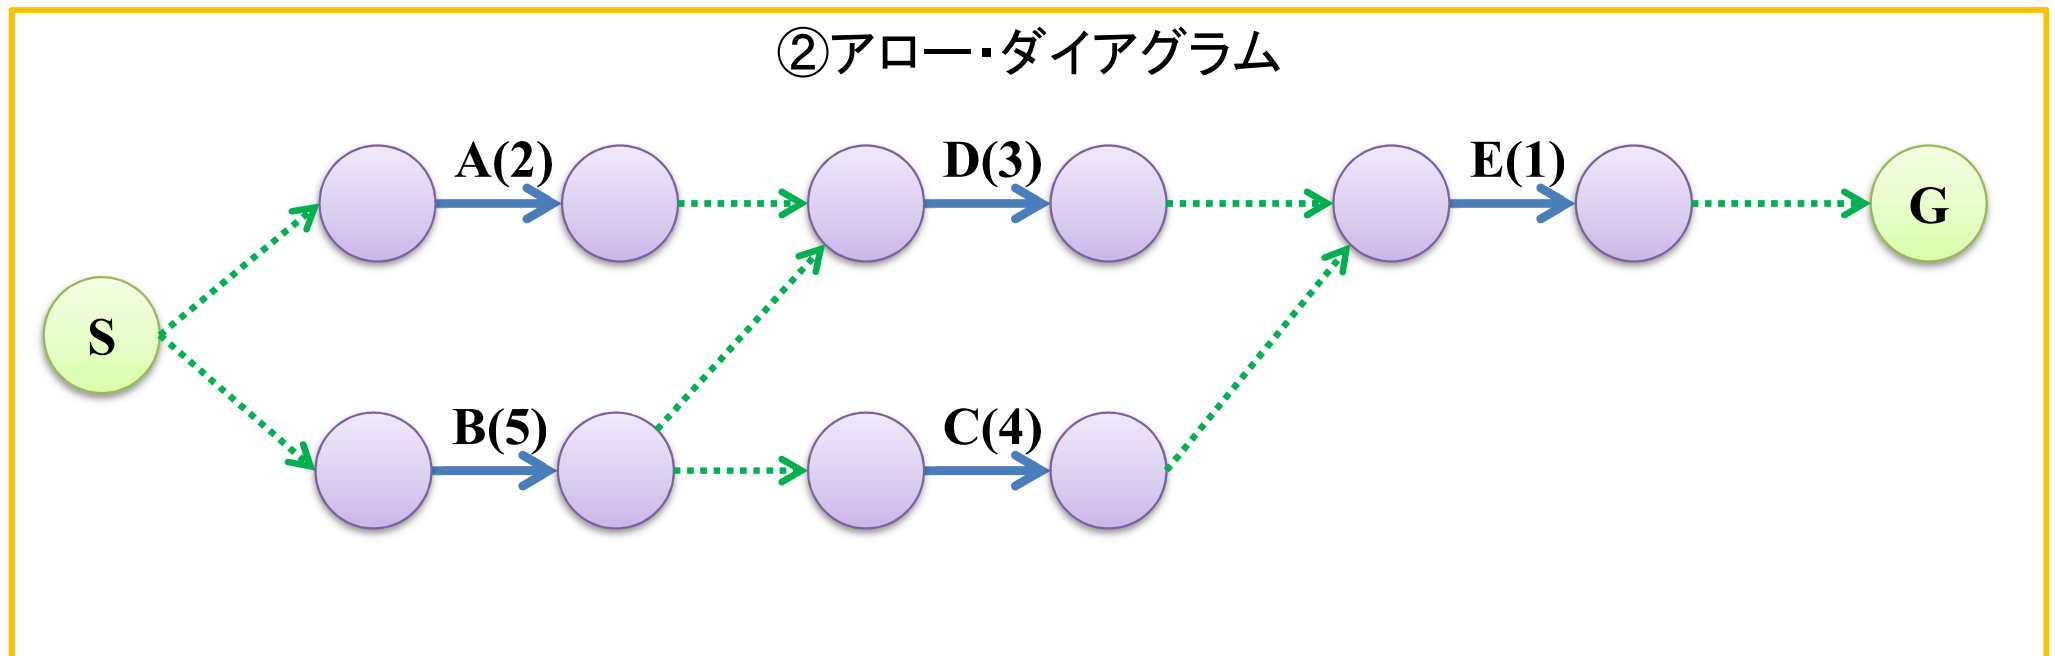 ②アロー・ダイアグラム
A(2)
D(3)
E(1)
G
S
B(5)
C(4)